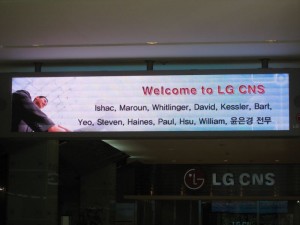 Welcome to LG CNS
Ishac, Maroun, Whitlinger, David, Kessler, Bart,
Yeo, Steven, Haines, Paul, Hsu, William, 윤은경 전무
LG CNS